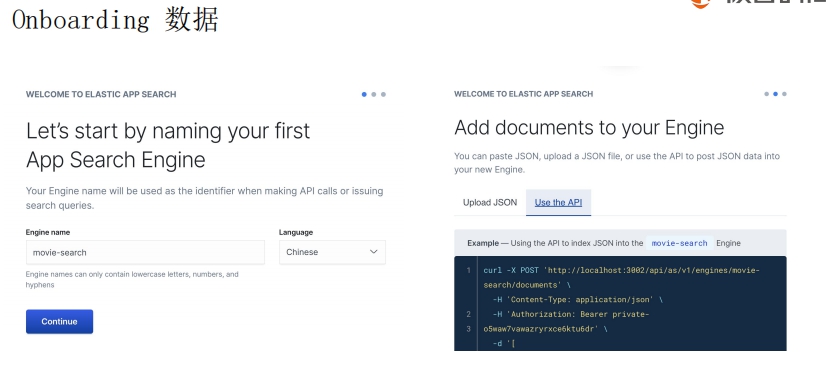 Onboarding 数据
WELCOME TO ELASTIC APP SEARCH
Let's start by naming your first
App Search Engine
Your Engine name will be used as the identifier when making API calls or issuing
search queries.
Engine name
Language
movie-search
Chinese
Engine names can only contain lowercase letters, numbers, and
hyphens
Continue
WELCOME TO ELASTIC APP SEARCH
Add documents to your Engine
You can paste JSON, upload a JSON file, or use the API to post JSON data into
your new Engine.
Upload JSON
Use the API
Example — Using the API to index JSON into the movie-search Engine
1 curl -X POST 'http://localhost:3002/api/as/v1/engines/movie-
search/documents' \
-H 'Content-Type: application/json' \
2 -H 'Authorization: Bearer private-
3 o5waw7vawazryrxce6ktu6dr' \
-d '[